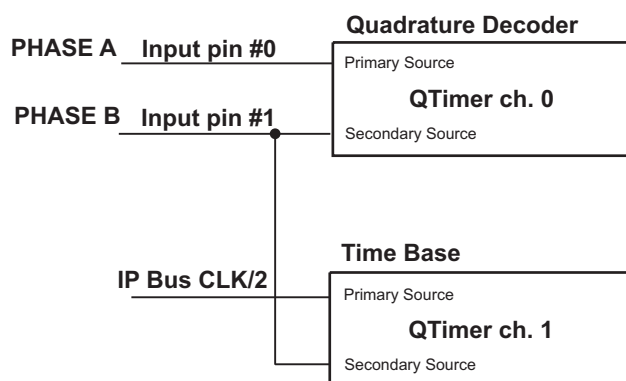 Quadrature Decoder
PHASE A Input pin #0
Primary Source
QTimer ch. 0
PHASE B Input pin #1
Secondary Source
Time Base
IP Bus CLK/2
Primary Source
QTimer ch. 1
Secondary Source